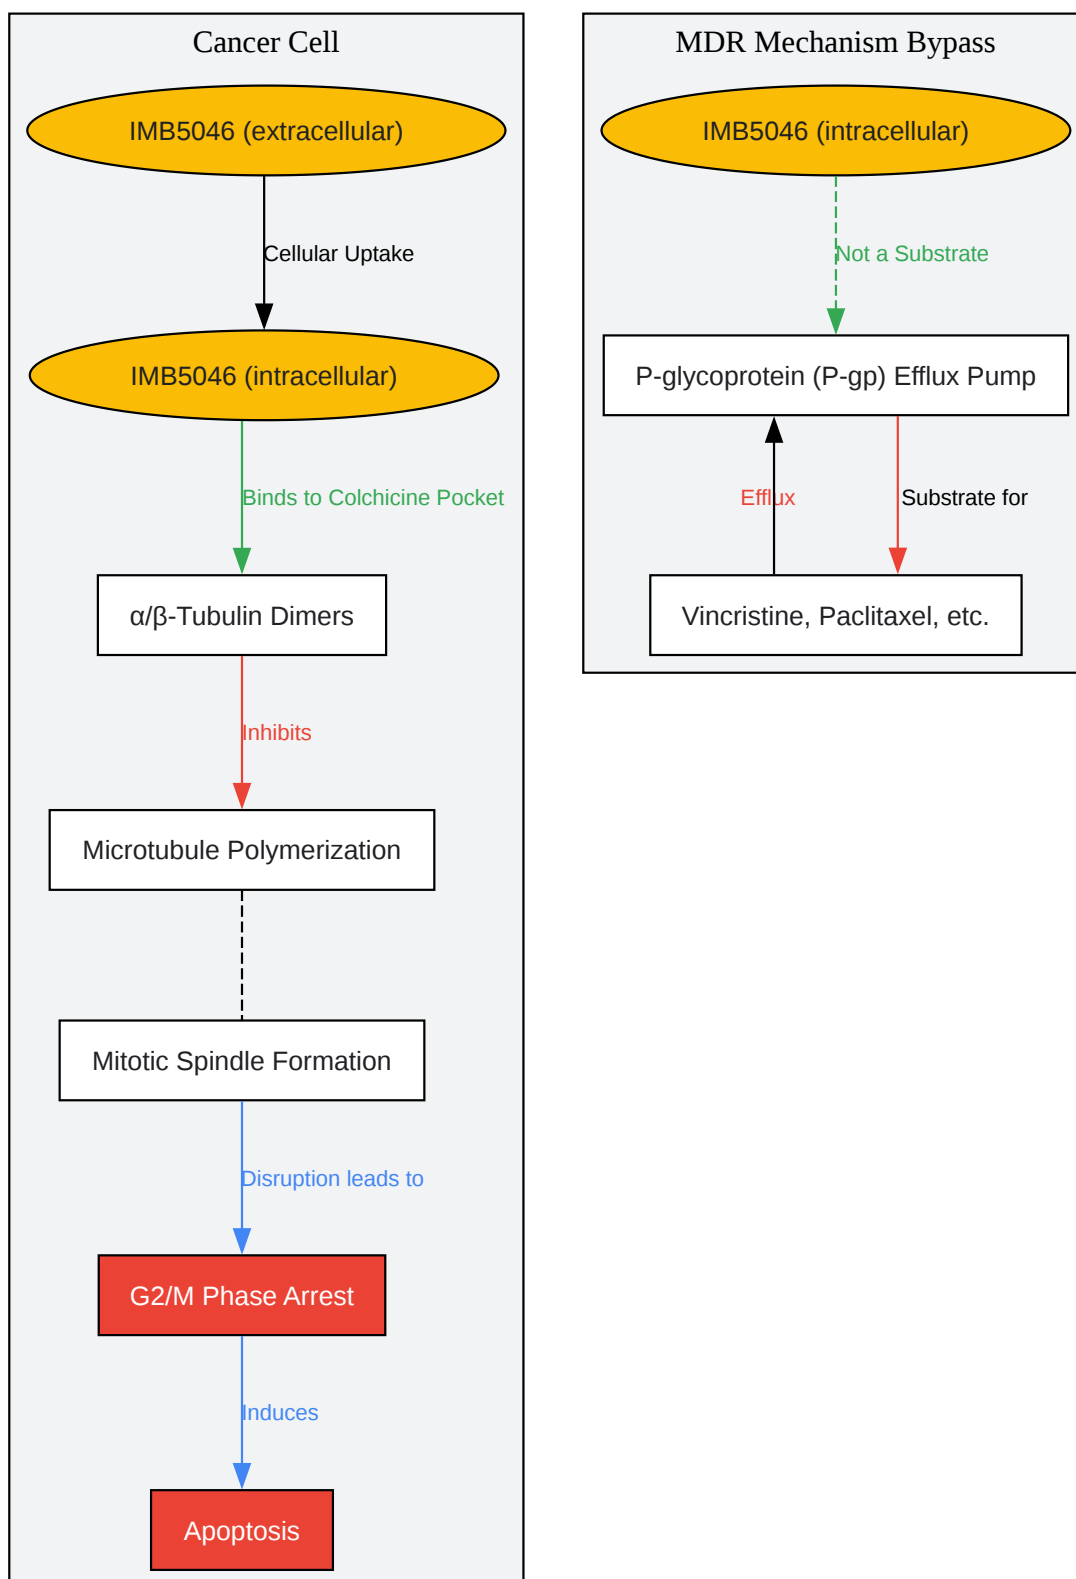 Cancer Cell
IMB5046 (extracellular)
Cellular Uptake
IMB5046 (intracellular)
Binds to Colchicine Pocket
α/β-Tubulin Dimers
Inhibits
Microtubule Polymerization
Mitotic Spindle Formation
Disruption leads to
G2/M Phase Arrest
Induces
Apoptosis
MDR Mechanism Bypass
IMB5046 (intracellular)
Not a Substrate
P-glycoprotein (P-gp) Efflux Pump
Efflux
Substrate for
Vincristine, Paclitaxel, etc.